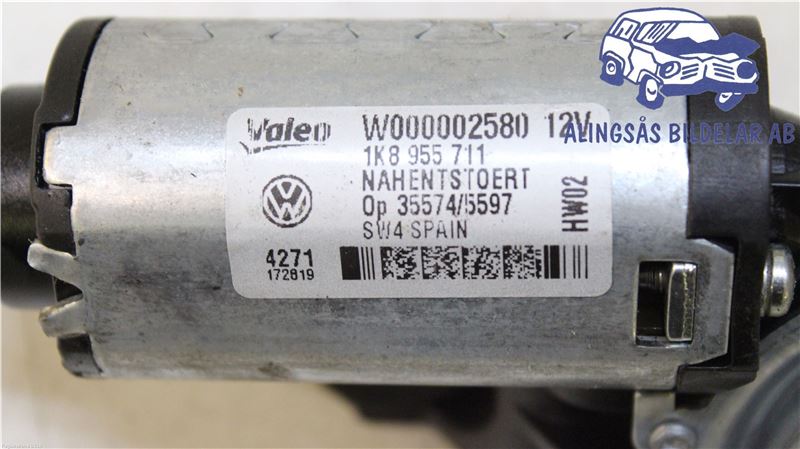 Valeo W000002580 12V
1K8 955 711
NAHENTSTOERT
Op 35574/5597
SW4 SPAIN
HW02
4271
172819
ALINGSÅS BILDELAR AB